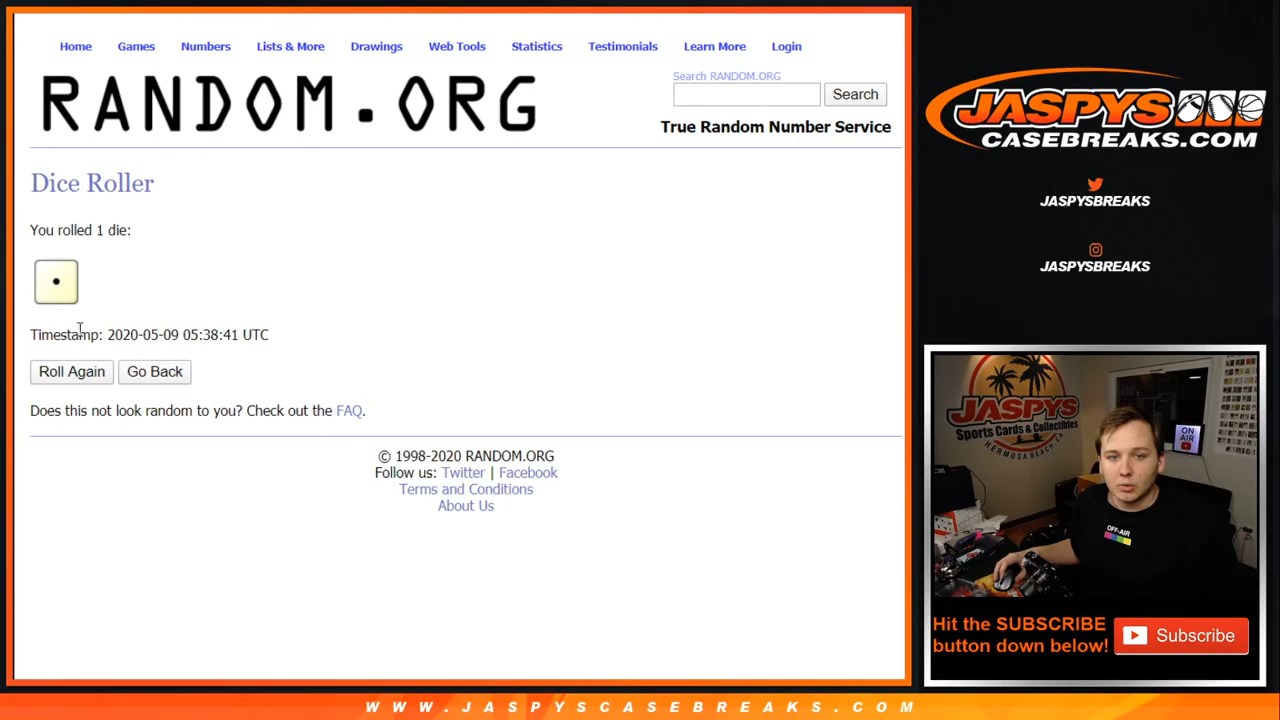 Home Games Numbers Lists & More Drawings Web Tools Statistics Testimonials Learn More Login
RANDOM.ORG
Search RANDOM.ORG
Search
True Random Number Service
Dice Roller
You rolled 1 die:
Timestamp: 2020-05-09 05:38:41 UTC
Roll Again Go Back
Does this not look random to you? Check out the FAQ.
© 1998-2020 RANDOM.ORG
Follow us: Twitter | Facebook
Terms and Conditions
About Us
JASPYS
CASEBREAKS.COM
JASPYSBREAKS
JASPYSBREAKS
JASPYS
Sports Cards & Collectibles
HERMOSA BEACH, CA
ON
AIR
OFF-AIR
Hit the SUBSCRIBE
button down below!
Subscribe
WWW.JASPYSCASEBREAKS.COM